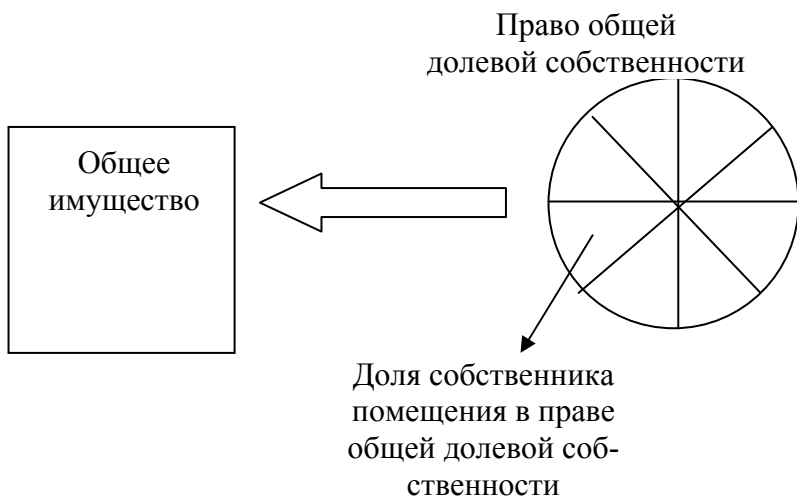 Право общей
долевой собственности
Общее
имущество
Доля собственника
помещения в праве
общей долевой соб-
ственности